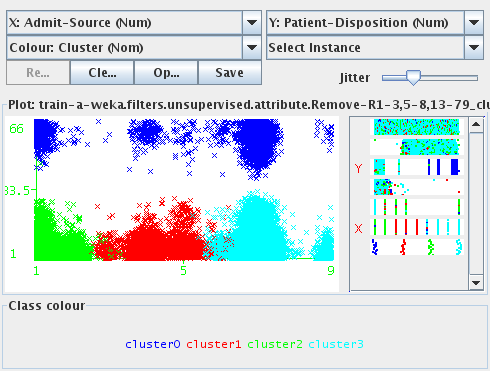 X: Admit-Source (Num) Y: Patient-Disposition (Num)
Colour: Cluster (Nom) Select Instance
Re... Cle... Op... Save Jitter
Plot: train-a-weka.filters.unsupervised.attribute.Remove-R1-3,5-8,13-79_clu
66
33.5
1
1 5 9
Y
X
Class colour
cluster0 cluster1 cluster2 cluster3